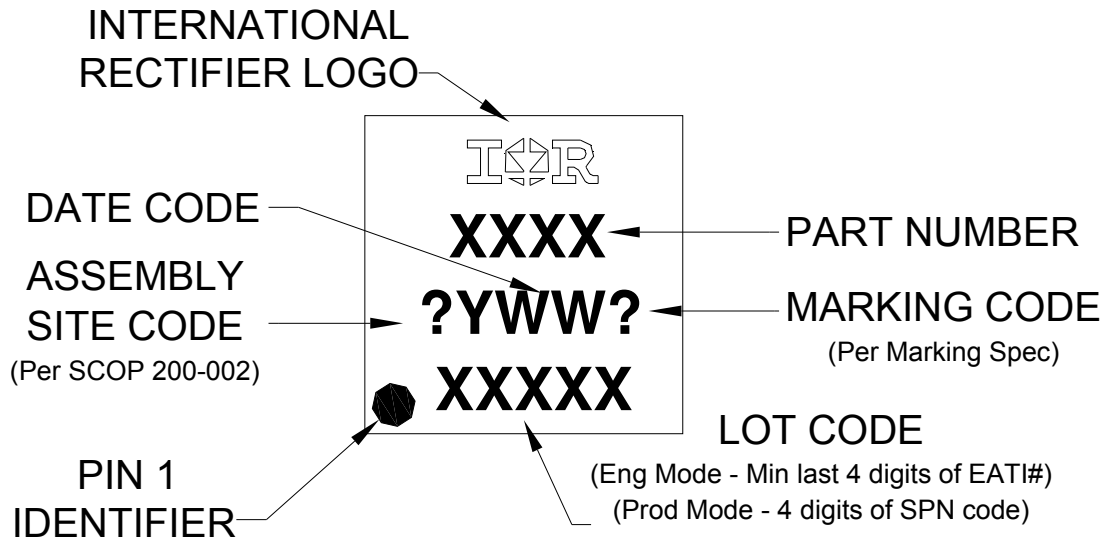 INTERNATIONAL
RECTIFIER LOGO
IOR
DATE CODE
XXXX
PART NUMBER
ASSEMBLY
SITE CODE
(Per SCOP 200-002)
?YWW?
MARKING CODE
(Per Marking Spec)
XXXXX
LOT CODE
(Eng Mode - Min last 4 digits of EATI#)
(Prod Mode - 4 digits of SPN code)
PIN 1
IDENTIFIER